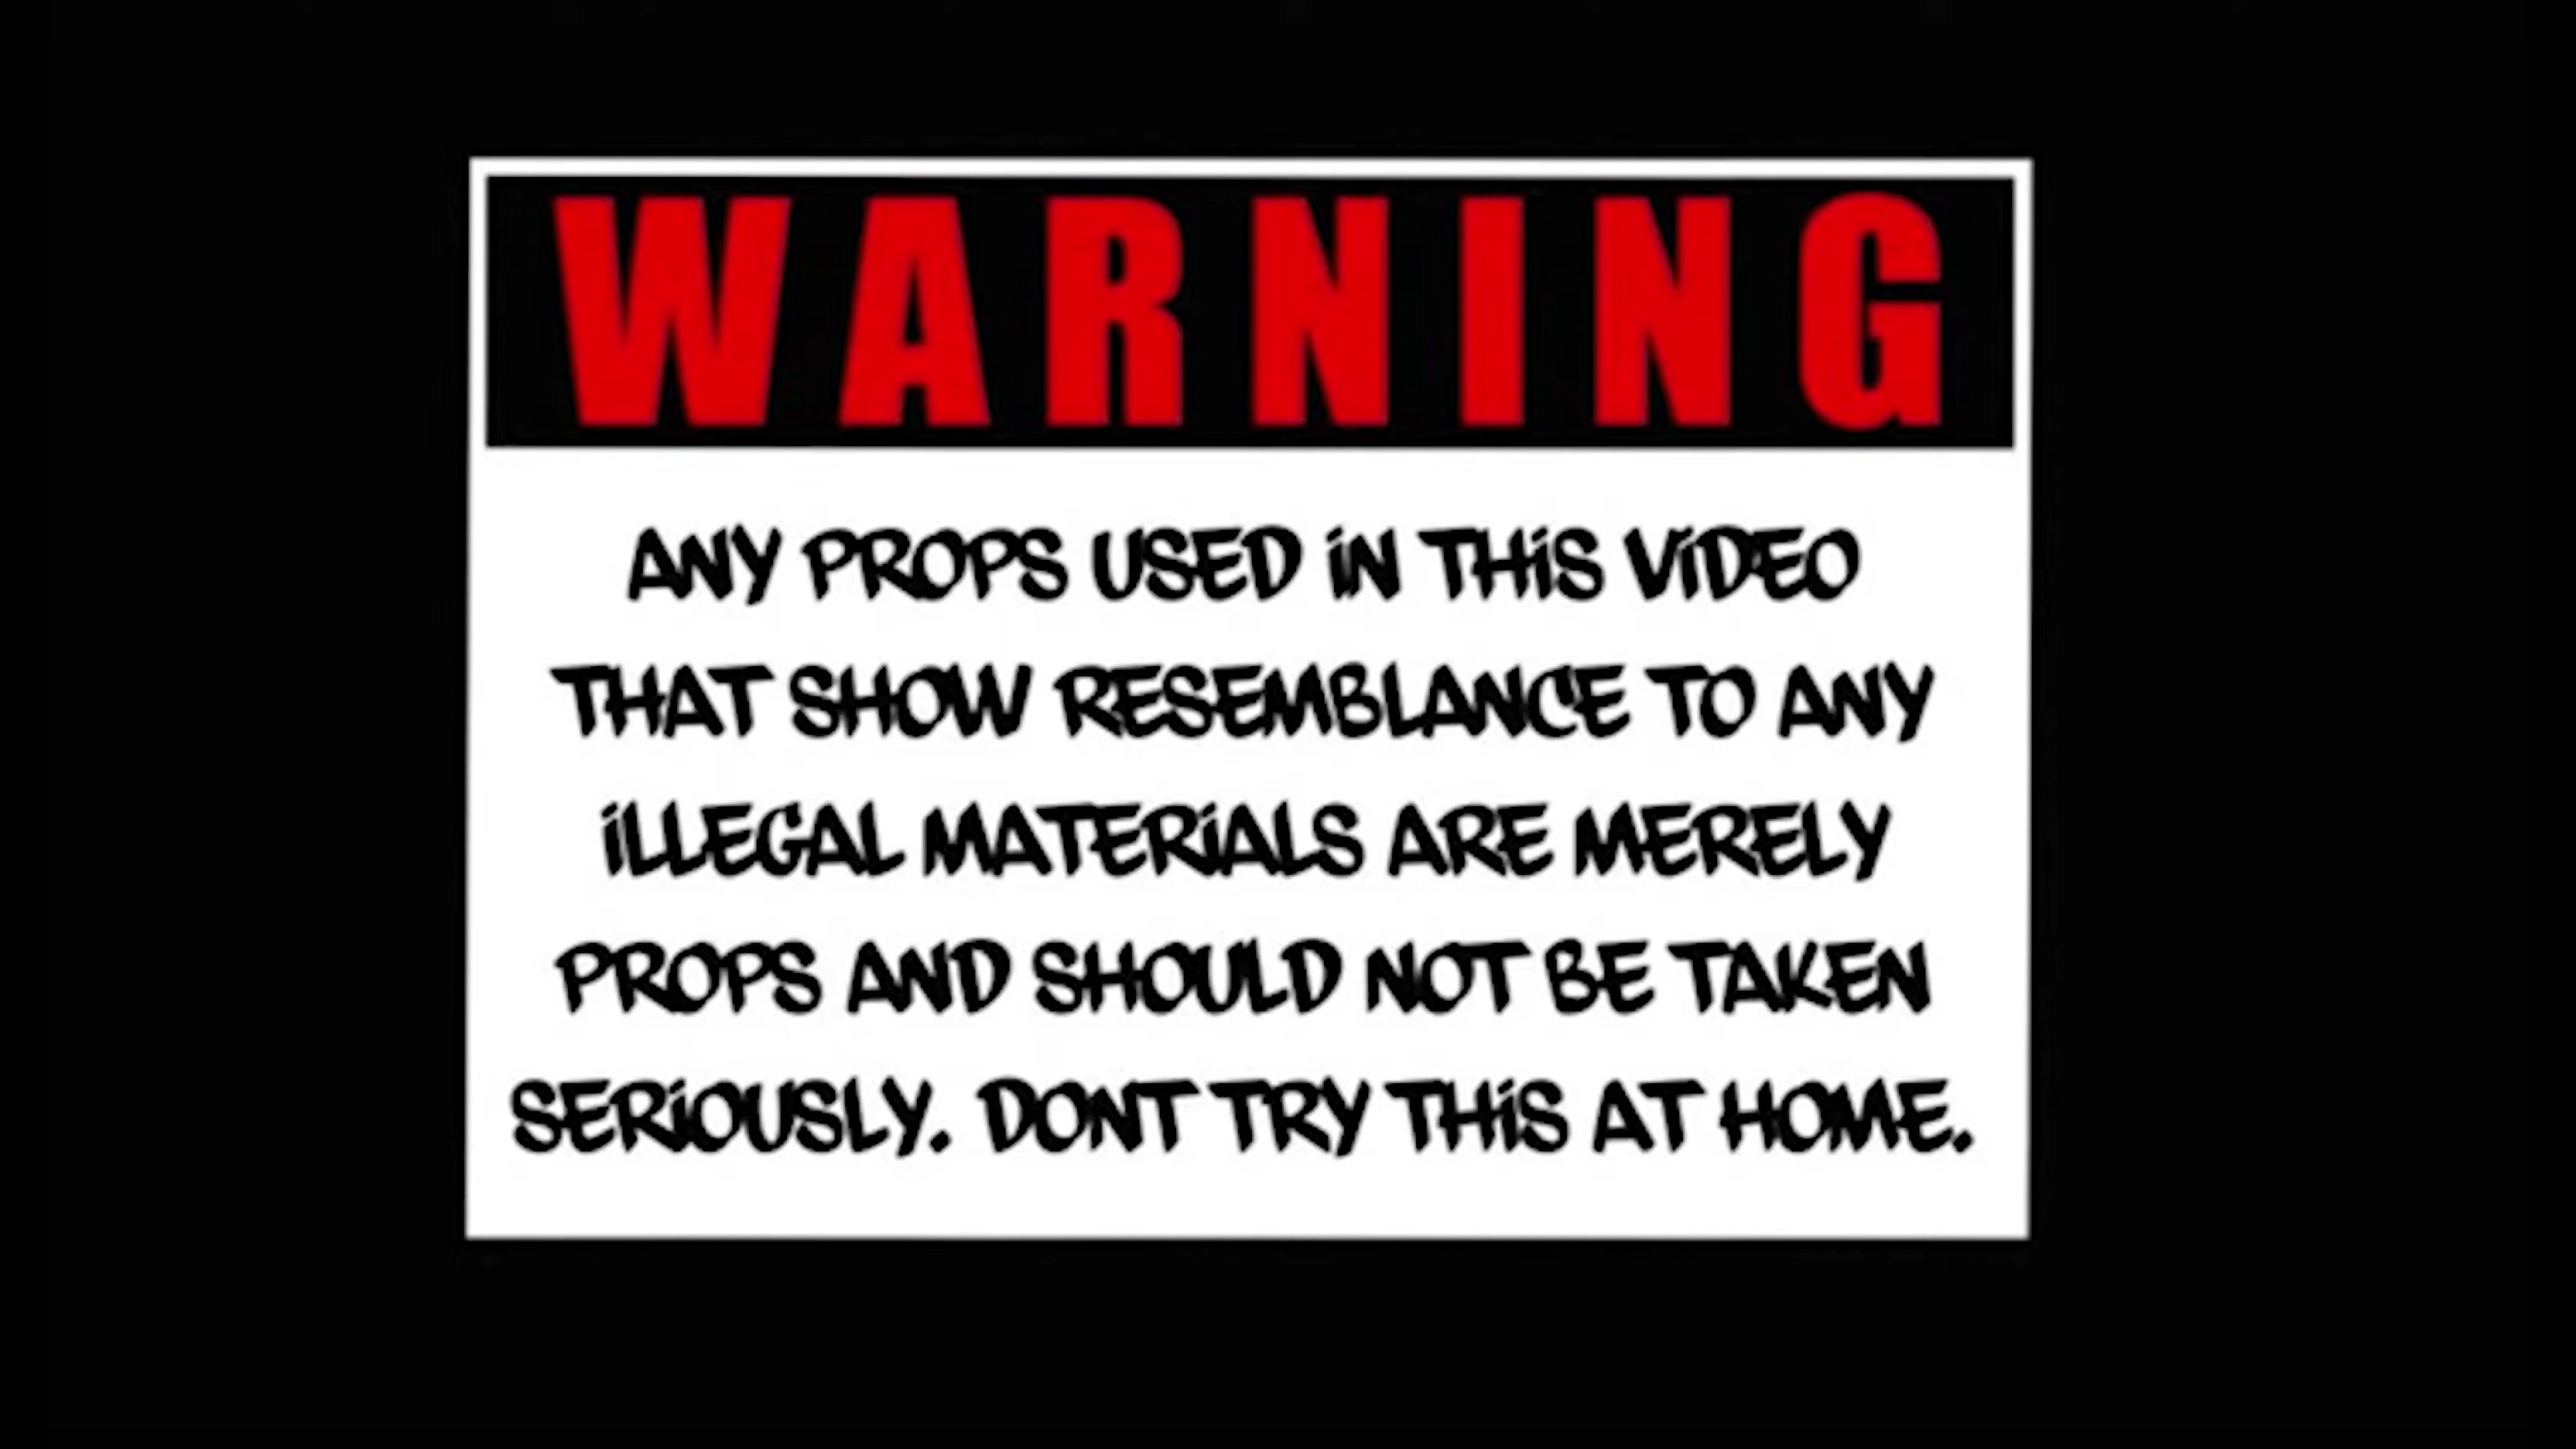 WARNING
ANY PROPS USED iN THiS ViDEO
THAT SHOW RESEMBLANCE TO ANY
iLLEGAL MATERiALS ARE MERELY
PROPS AND SHOULD NOT BE TAKEN
SERiOUSLY. DONT TRY THiS AT HOME.